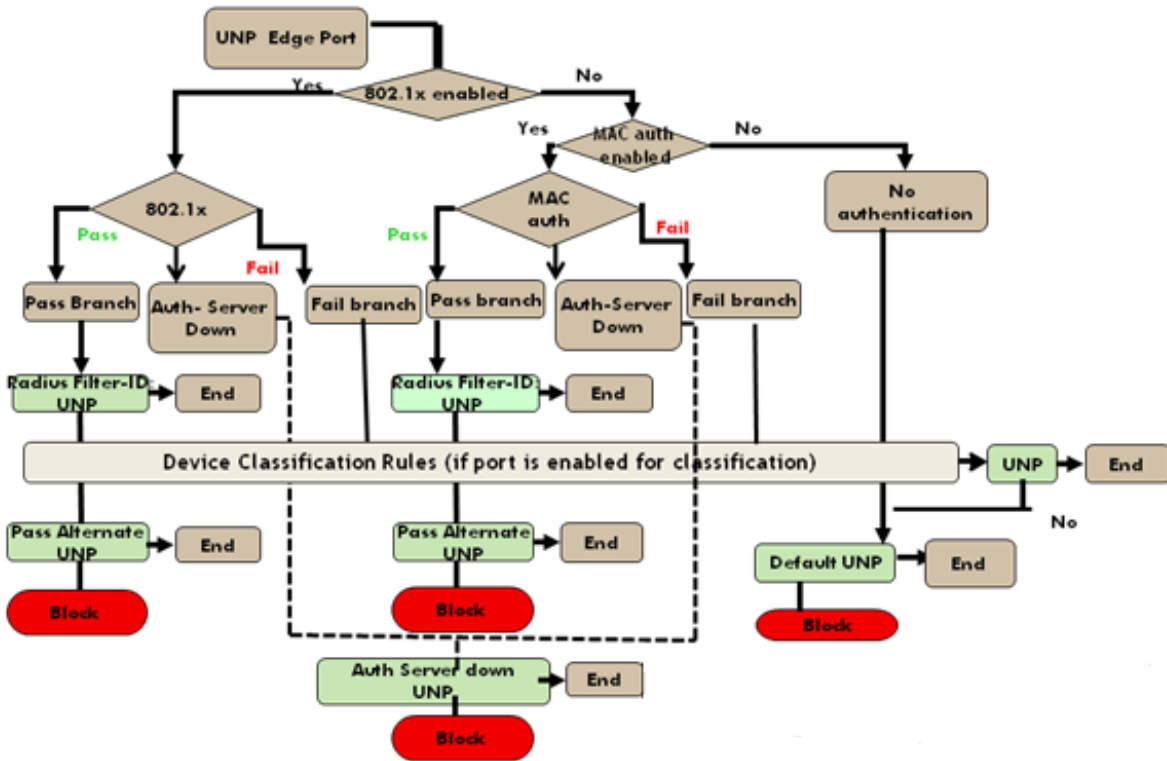 UNP Edge Port
Yes
802.1x enabled
No
Yes
MAC auth
enabled
No
802.1x
MAC
auth
No
authentication
Pass
Fail
Pass
Fail
Pass Branch
Auth- Server
Down
Fail branch
Pass branch
Auth-Server
Down
Fail branch
Radius Filter-ID:
UNP
End
Radius Filter-ID:
UNP
End
Device Classification Rules (if port is enabled for classification)
UNP
End
No
Pass Alternate
UNP
End
Pass Alternate
UNP
End
Default UNP
End
Block
Block
Block
Auth Server down
UNP
End
Block